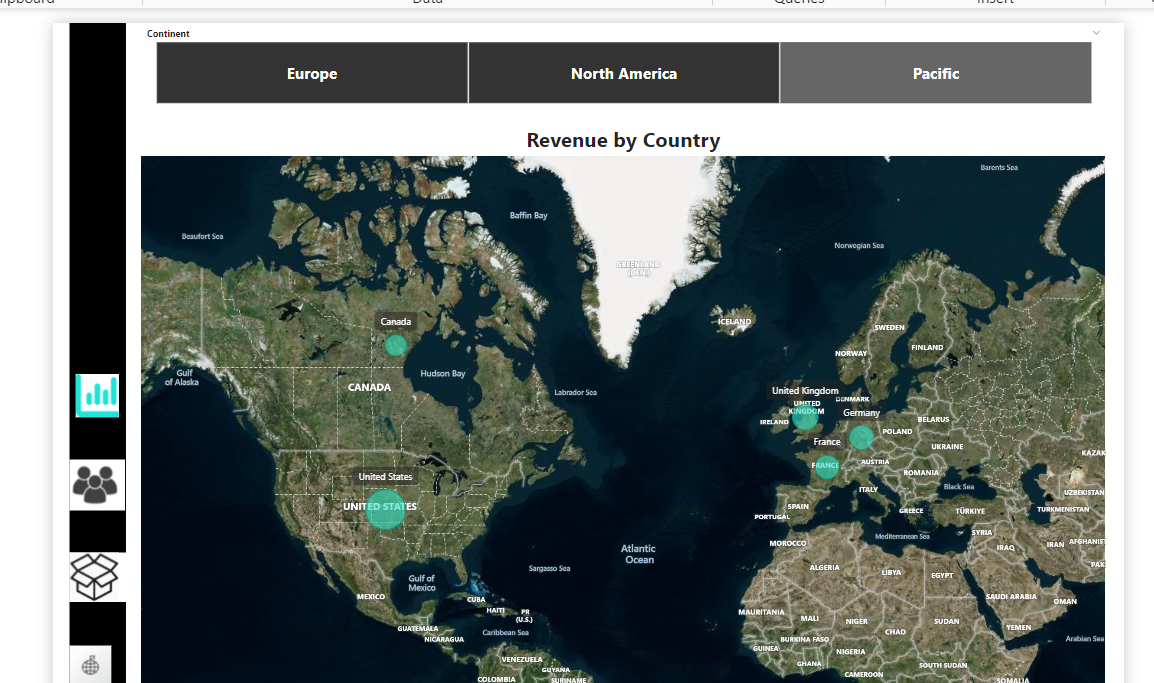 Data
Queries
Insert
Continent
Europe
North America
Pacific
Revenue by Country
Barents Sea
Baffin Bay
Beaufort Sea
Norwegian Sea
GREENLAND
(DEN)
Canada
ICELAND
SWEDEN
FINLAND
NORWAY
Gulf
of Alaska
Hudson Bay
CANADA
Labrador Sea
United Kingdom
DENMARK
UNITED
KINGDOM
Germany
IRELAND
BELARUS
POLAND
France
UKRAINE
KAZAK
FRANCE
AUSTRIA
ROMANIA
United States
ITALY
Black Sea
UZBEKISTAN
UNITED STATES
SPAIN
GREECE
TÜRKIYE
TURKMENISTAN
PORTUGAL
SYRIA
Mediterranean Sea
MOROCCO
IRAQ
IRAN
AFGHANIST
Atlantic
Ocean
PAK
ALGERIA
LIBYA
EGYPT
Sargasso Sea
Gulf of
Mexico
MEXICO
CUBA
SAUDI ARABIA
OMAN
HAITI
PR
(U.S.)
MAURITANIA
MALI
NIGER
SUDAN
GUATEMALA
Caribbean Sea
CHAD
YEMEN
NICARAGUA
BURKINA FASO
Arabian Sea
GUINEA
NIGERIA
VENEZUELA
GHANA
SOUTH SUDAN
GUYANA
CAMEROON
COLOMBIA
SURINAME
SOMALIA